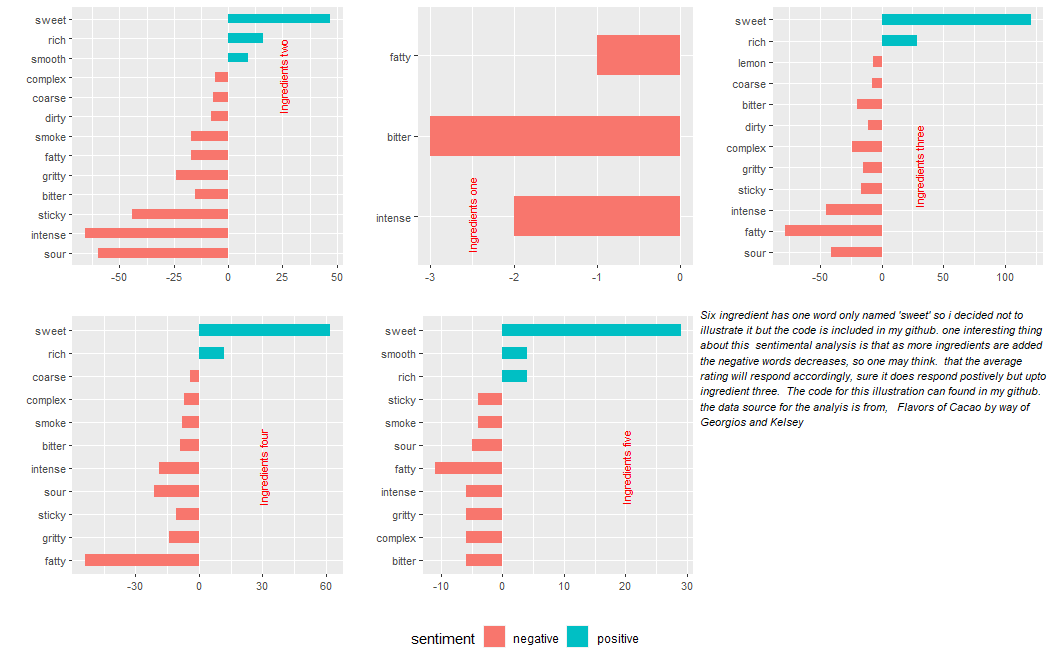 sweet
rich
smooth
complex
coarse
dirty
smoke
fatty
gritty
bitter
sticky
intense
sour
-50
-25
0
25
50
Ingredients two
fatty
bitter
intense
-3
-2
-1
0
Ingredients one
sweet
rich
lemon
coarse
bitter
dirty
complex
gritty
sticky
intense
fatty
sour
-50
0
50
100
Ingredients three
sweet
rich
coarse
complex
smoke
bitter
intense
sour
sticky
gritty
fatty
-30
0
30
60
Ingredients four
sweet
smooth
rich
sticky
smoke
sour
fatty
intense
gritty
complex
bitter
-10
0
10
20
30
Ingredients five
Six ingredient has one word only named 'sweet' so i decided not to
illustrate it but the code is included in my github. one interesting thing
about this  sentimental analysis is that as more ingredients are added
the negative words decreases, so one may think.  that the average
rating will respond accordingly, sure it does respond postively but upto
ingredient three.  The code for this illustration can found in my github.
the data source for the analyis is from,   Flavors of Cacao by way of
Georgios and Kelsey
sentiment negative positive